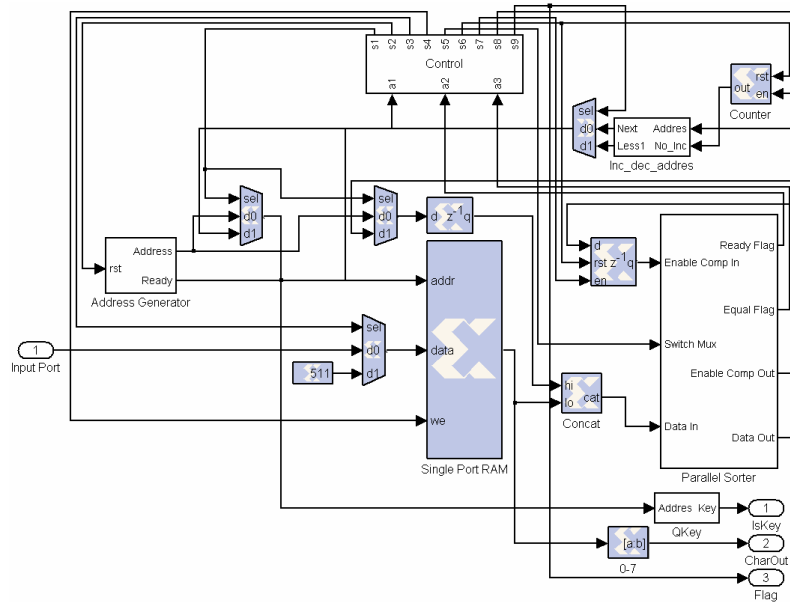 s1 s2 s3 s4 s5 s6 s7 s8 s9
Control
a1 a2 a3
rst
out
en
Counter
sel
d0
d1
Next Addres
Less1 No_Inc
Inc_dec_addres
sel
d0
d1
sel
d0
d1
d z⁻¹ q
Address
rst
Ready
Address Generator
addr
data
we
Single Port RAM
d
rst z⁻¹ q
en
Ready Flag
Enable Comp In
Equal Flag
Switch Mux
Enable Comp Out
Data In
Data Out
Parallel Sorter
1
Input Port
sel
d0
d1
511
hi
lo
cat
Concat
Addres Key
QKey
1
IsKey
[a:b]
0-7
2
CharOut
3
Flag